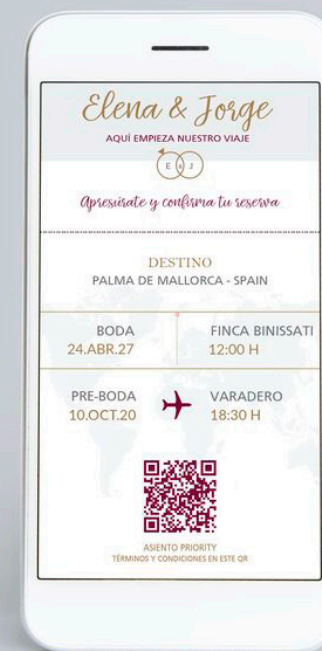 Elena & Jorge
AQUÍ EMPIEZA NUESTRO VIAJE
E & J
Apresúrate y confirma tu reserva
DESTINO
PALMA DE MALLORCA - SPAIN
BODA FINCA BINISSATI
24.ABR.27 12:00 H
PRE-BODA VARADERO
10.OCT.20 18:30 H
ASIENTO PRIORITY
TÉRMINOS Y CONDICIONES EN ESTE QR